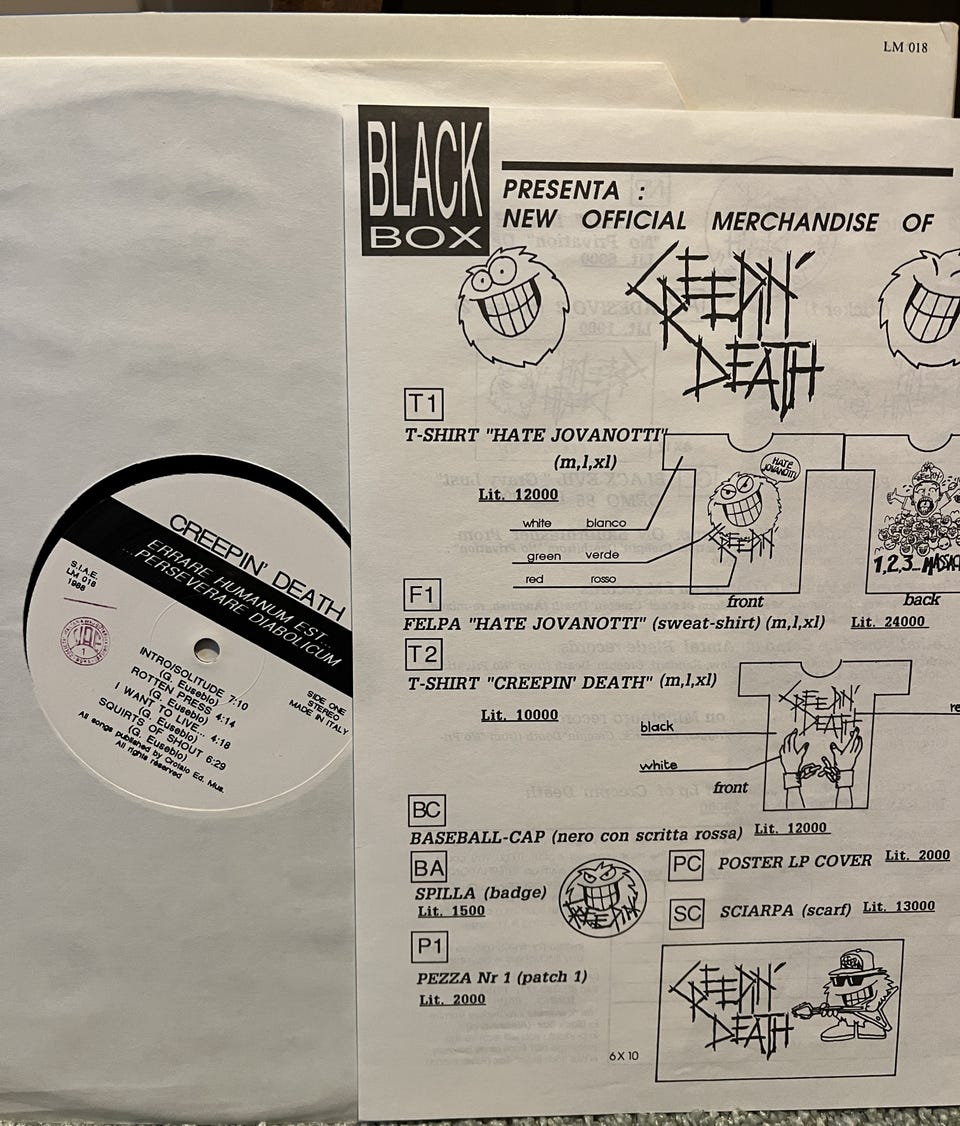 LM 018
BLACK
BOX
PRESENTA :
NEW OFFICIAL MERCHANDISE OF
CREEPIN'
DEATH
T1
T-SHIRT "HATE JOVANOTTI"
(m,l,xl)
Lit. 12000
white blanco
green verde
red rosso
HATE
JOVANOTTI
CREEPIN
front
1,2,3...
back
F1
FELPA "HATE JOVANOTTI" (sweat-shirt) (m,l,xl) Lit. 24000
T2
T-SHIRT "CREEPIN' DEATH" (m,l,xl)
Lit. 10000
black
white
front
CREEPIN'
DEATH
re
BC
BASEBALL-CAP (nero con scritta rossa) Lit. 12000
BA
SPILLA (badge)
Lit. 1500
CREEPIN
PC
POSTER LP COVER Lit. 2000
SC
SCIARPA (scarf) Lit. 13000
P1
PEZZA Nr 1 (patch 1)
Lit. 2000
6X10
CREEPIN'
DEATH
CREEPIN' DEATH
ERRARE HUMANUM EST...
...PERSEVERARE DIABOLICUM
S.I.A.E.
LM 018
1988
SIDE ONE
STEREO
MADE IN ITALY
INTRO/SOLITUDE 7:10
(G. Eusebio)
ROTTEN PRESS 4:14
(G. Eusebio)
I WANT TO LIVE... 4:18
(G. Eusebio)
SQUIRTS OF SHOUT 6:29
(G. Eusebio)
All songs published by Crotalo Ed. Mus.
All rights reserved